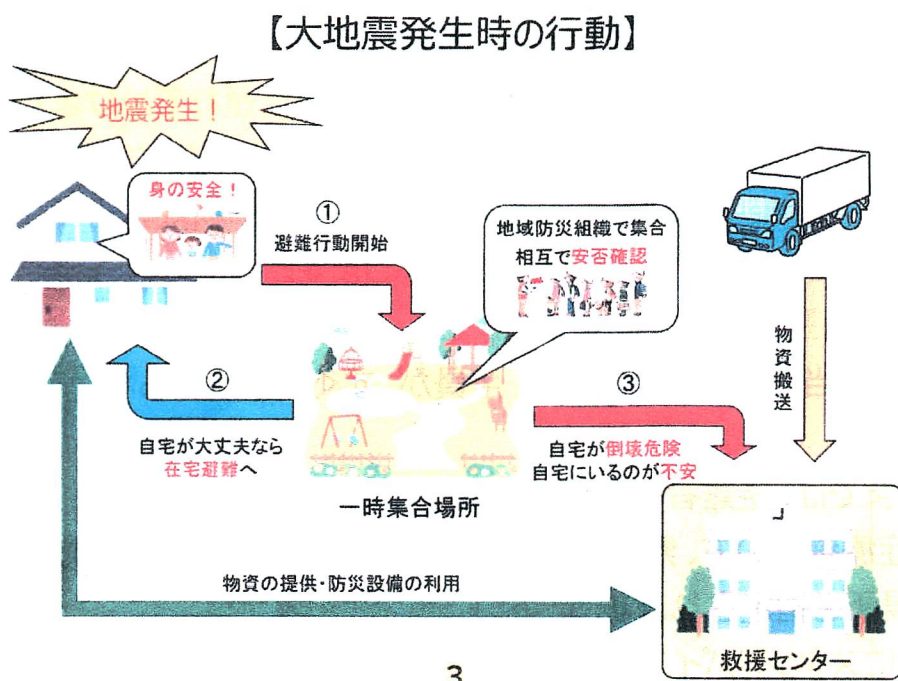 【大地震発生時の行動】
地震発生！
身の安全！
①
避難行動開始
地域防災組織で集合
相互で安否確認
物資搬送
②
自宅が大丈夫なら
在宅避難へ
③
自宅が倒壊危険
自宅にいるのが不安
一時集合場所
物資の提供・防災設備の利用
救援センター
3